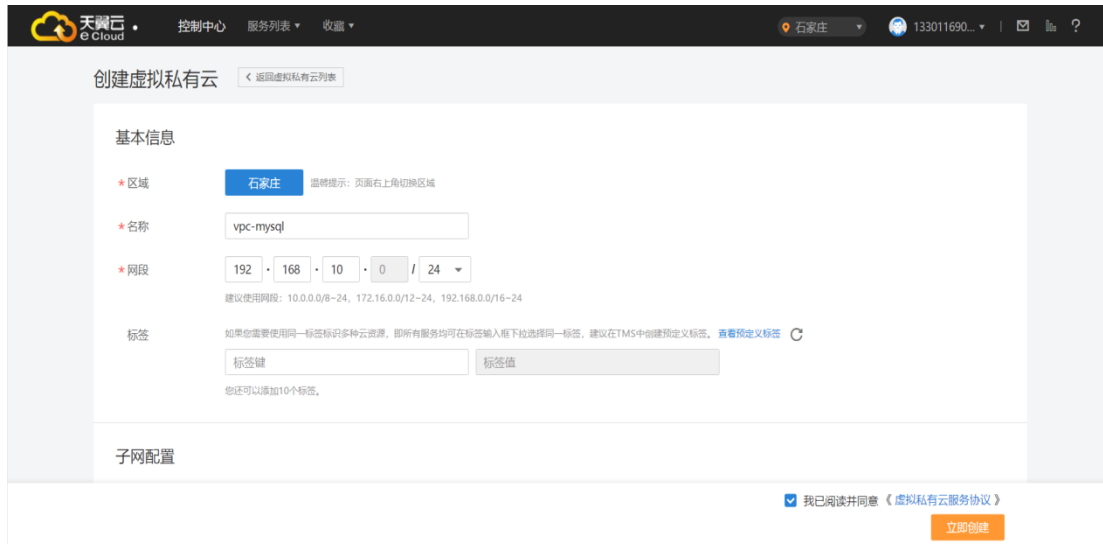 天翼云 控制中心 服务列表 收藏 石家庄 133011690... ?
e Cloud
创建虚拟私有云 返回虚拟私有云列表
基本信息
* 区域 石家庄 温馨提示：页面右上角切换区域
* 名称 vpc-mysql
* 网段 192 · 168 · 10 · 0 / 24
建议使用网段：10.0.0.0/8~24，172.16.0.0/12~24，192.168.0.0/16~24
标签 如果您需要使用同一标签标识多种云资源，即所有服务均可在标签输入框下拉选择同一标签，建议在TMS中创建预定义标签。 查看预定义标签
标签键 标签值
您还可以添加10个标签。
子网配置
我已阅读并同意《虚拟私有云服务协议》
立即创建